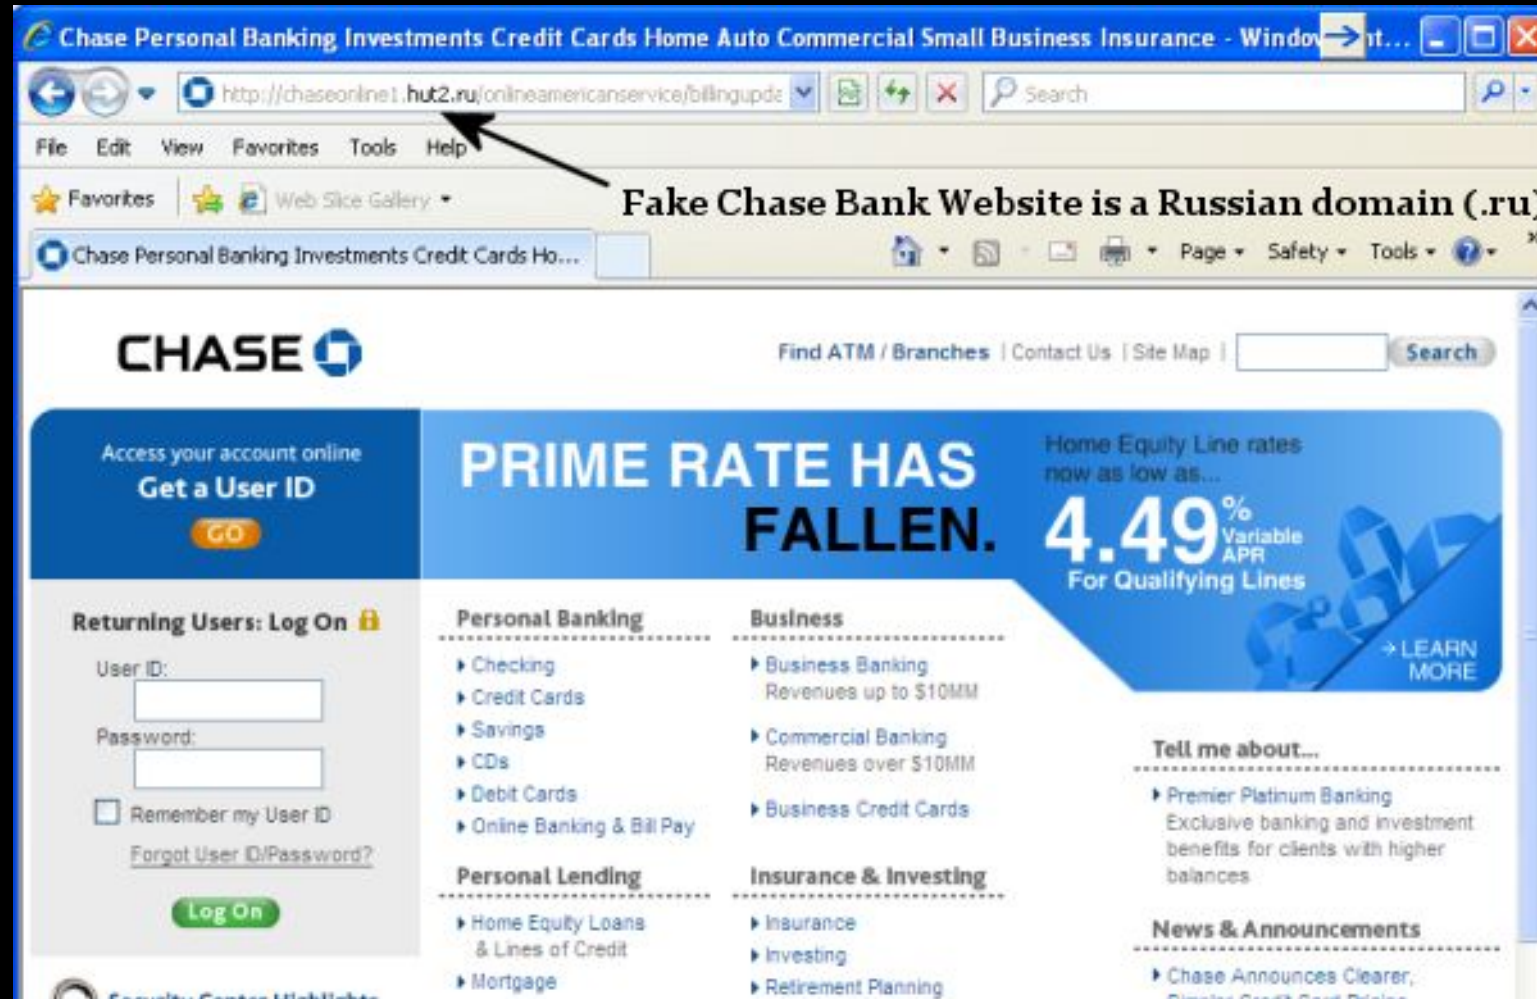 Chase Personal Banking Investments Credit Cards Home Auto Commercial Small Business Insurance - Window
http://chaseonline1.hut2.ru/onlineamericanservice/billingupda
Search
File Edit View Favorites Tools Help
Favorites Web Slice Gallery
Fake Chase Bank Website is a Russian domain (.ru)
Chase Personal Banking Investments Credit Cards Ho...
Page Safety Tools
CHASE
Find ATM / Branches | Contact Us | Site Map |
Search
Access your account online
Get a User ID
GO
PRIME RATE HAS
FALLEN.
Home Equity Line rates
now as low as...
4.49%
Variable
APR
For Qualifying Lines
→ LEARN
MORE
Returning Users: Log On
User ID:
Password:
Remember my User ID
Forgot User ID/Password?
Log On
Personal Banking
Checking
Credit Cards
Savings
CDs
Debit Cards
Online Banking & Bill Pay
Personal Lending
Home Equity Loans
& Lines of Credit
Mortgage
Business
Business Banking
Revenues up to $10MM
Commercial Banking
Revenues over $10MM
Business Credit Cards
Insurance & Investing
Insurance
Investing
Retirement Planning
Tell me about...
Premier Platinum Banking
Exclusive banking and investment
benefits for clients with higher
balances
News & Announcements
Chase Announces Clearer,
Security Center Highlights